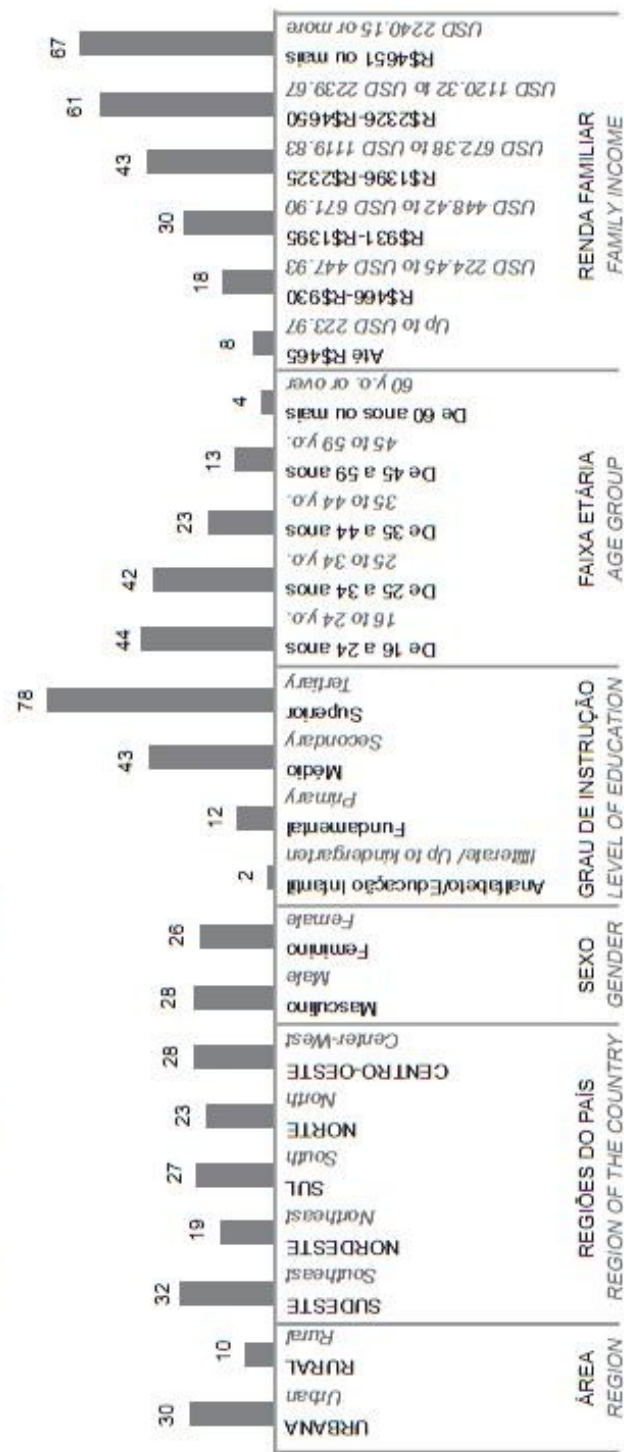 30
10
32
19
27
23
28
28
26
2
12
43
78
44
42
23
13
4
8
18
30
43
61
67
URBANA
Urban
RURAL
Rural
SUDESTE
Southeast
NORDESTE
Northeast
SUL
South
NORTE
North
CENTRO-OESTE
Center-West
Masculino
Male
Feminino
Female
Analfabeto/Educação Infantil
Illiterate/ Up to kindergarten
Fundamental
Primary
Médio
Secondary
Superior
Tertiary
De 16 a 24 anos
16 to 24 y.o.
De 25 a 34 anos
25 to 34 y.o.
De 35 a 44 anos
35 to 44 y.o.
De 45 a 59 anos
45 to 59 y.o.
De 60 anos ou mais
60 y.o. or over
Até R$465
Up to USD 223.97
R$466-R$930
USD 224.45 to USD 447.93
R$931-R$1395
USD 448.42 to USD 671.90
R$1396-R$2325
USD 672.38 to USD 1119.83
R$2326-R$4650
USD 1120.32 to USD 2239.67
R$4651 ou mais
USD 2240.15 or more
ÁREA
REGION
REGIÕES DO PAÍS
REGION OF THE COUNTRY
SEXO
GENDER
GRAU DE INSTRUÇÃO
LEVEL OF EDUCATION
FAIXA ETÁRIA
AGE GROUP
RENDA FAMILIAR
FAMILY INCOME